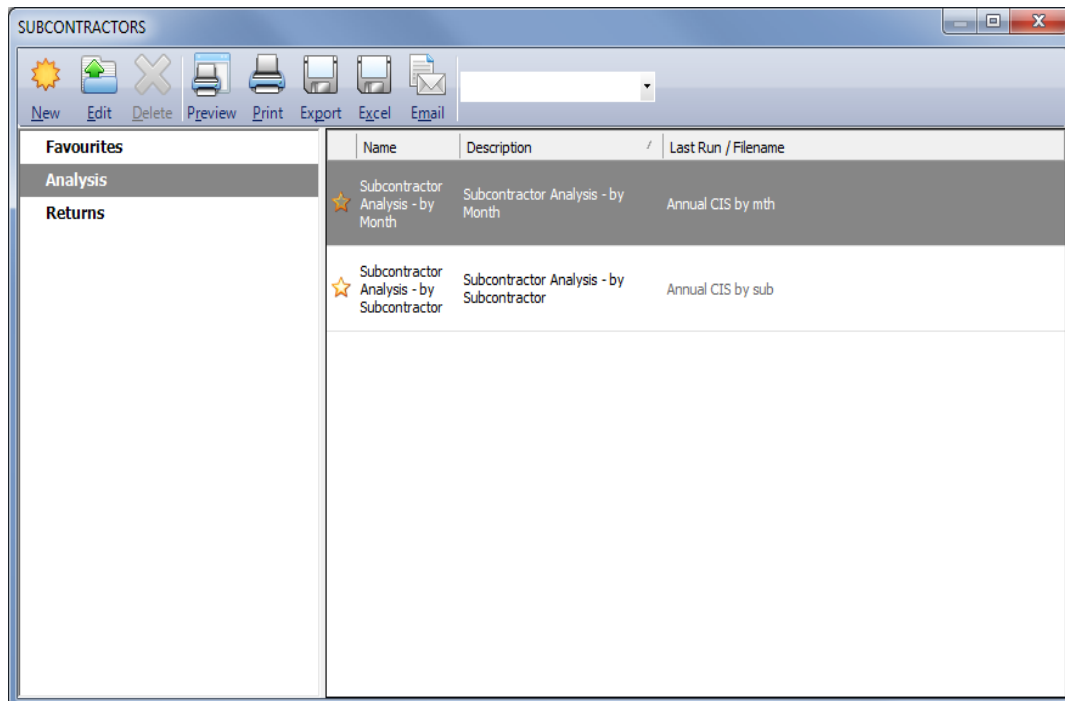 SUBCONTRACTORS
New Edit Delete Preview Print Export Excel Email
Favourites
Analysis
Returns
Name Description Last Run / Filename
Subcontractor
Analysis - by
Month
Subcontractor Analysis - by
Month
Annual CIS by mth
Subcontractor
Analysis - by
Subcontractor
Subcontractor Analysis - by
Subcontractor
Annual CIS by sub